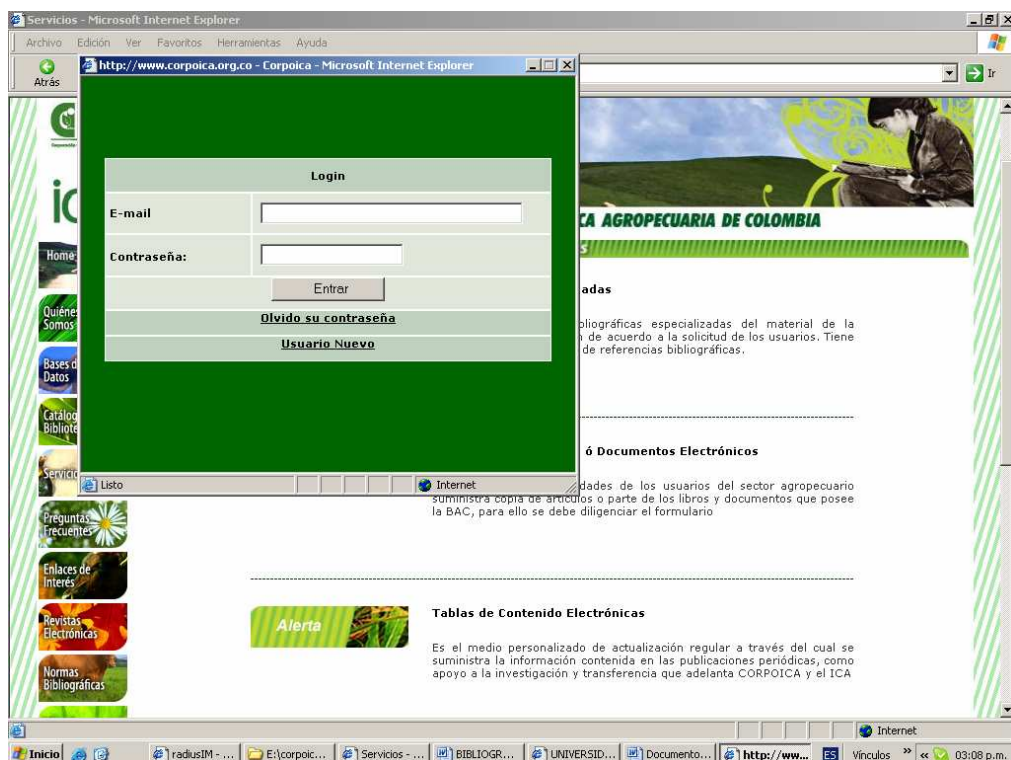 Servicios - Microsoft Internet Explorer
Archivo Edición Ver Favoritos Herramientas Ayuda
Atrás
Ir
http://www.corpoica.org.co - Corpoica - Microsoft Internet Explorer
Login
E-mail
Contraseña:
Entrar
Olvido su contraseña
Usuario Nuevo
Listo
Internet
CA AGROPECUARIA DE COLOMBIA
Home
Quiénes
Somos
Bases d
Datos
Catálog
Bibliote
Servicio
Preguntas
Frecuentes
Enlaces de
Interés
Revistas
Electrónicas
Normas
Bibliográficas
adas
bliográficas especializadas del material de la
de acuerdo a la solicitud de los usuarios. Tiene
de referencias bibliográficas.
ó Documentos Electrónicos
dades de los usuarios del sector agropecuario
suministra copia de artículos o parte de los libros y documentos que posee
la BAC, para ello se debe diligenciar el formulario
Alerta
Tablas de Contenido Electrónicas
Es el medio personalizado de actualización regular a través del cual se
suministra la información contenida en las publicaciones periódicas, como
apoyo a la investigación y transferencia que adelanta CORPOICA y el ICA
Internet
Inicio radiusIM - ... E:\corpoic... Servicios - ... BIBLIOGR... UNIVERSID... Documento... http://ww... ES Vínculos » « 03:08 p.m.